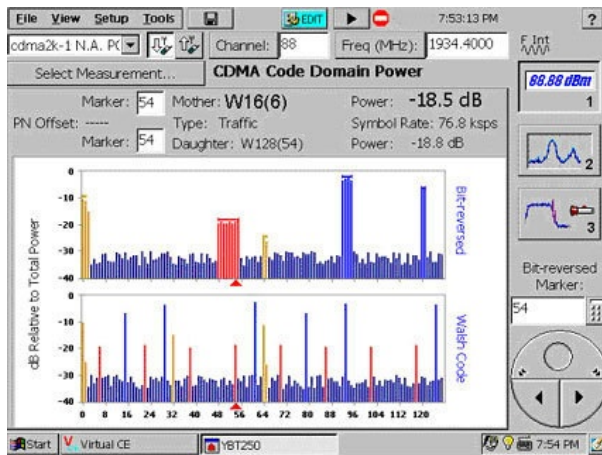 File View Setup Tools EDIT 7:53:13 PM ?
cdma2k-1 N.A. P( Channel: 88 Freq (MHz): 1934.4000 F Int
Select Measurement... CDMA Code Domain Power
88.88 dBm
1
Marker: 54 Mother: W16(6) Power: -18.5 dB
PN Offset: ----- Type: Traffic Symbol Rate: 76.8 ksps
Marker: 54 Daughter: W128(54) Power: -18.8 dB
2
3
dB Relative to Total Power
0
-10
-20
-30
-40
Bit-reversed
0
-10
-20
-30
-40
Walsh Code
0 8 16 24 32 40 48 56 64 72 80 88 96 104 112 120
Bit-reversed
Marker:
54
Start Virtual CE YBT250 7:54 PM